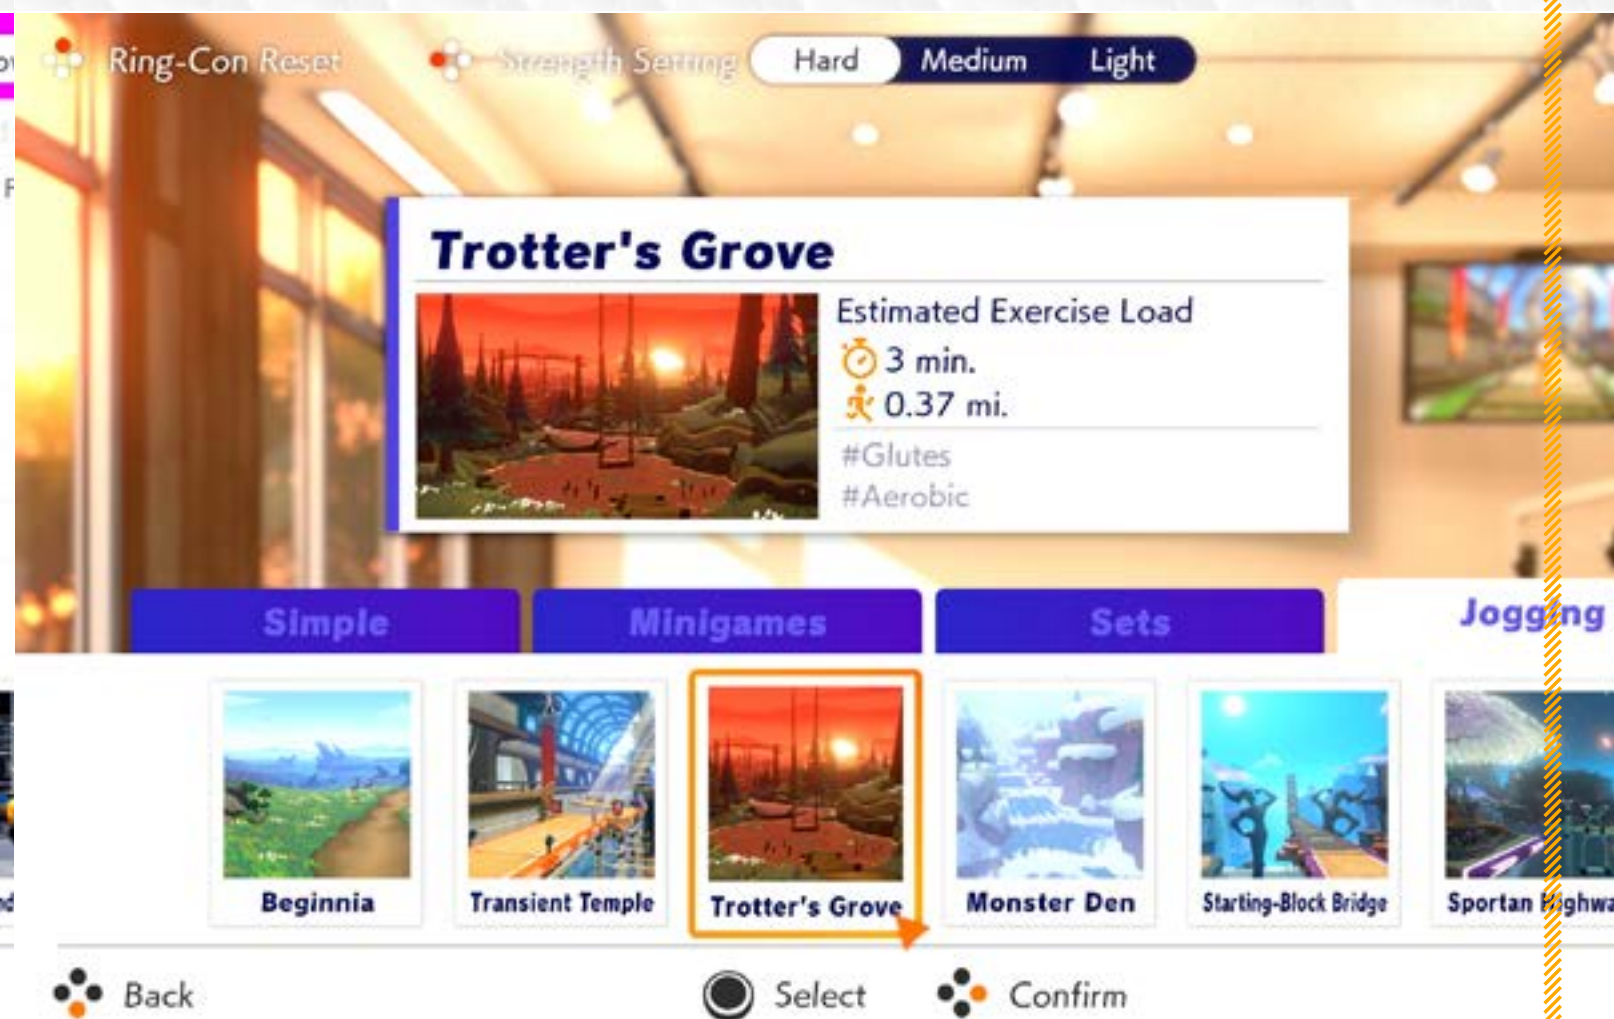 Ring-Con Reset
Strength Setting Hard Medium Light
Trotter's Grove
Estimated Exercise Load
3 min.
0.37 mi.
#Glutes
#Aerobic
Simple Minigames Sets Jogging
Beginnia Transient Temple Trotter's Grove Monster Den Starting-Block Bridge Sportan
Back Select Confirm